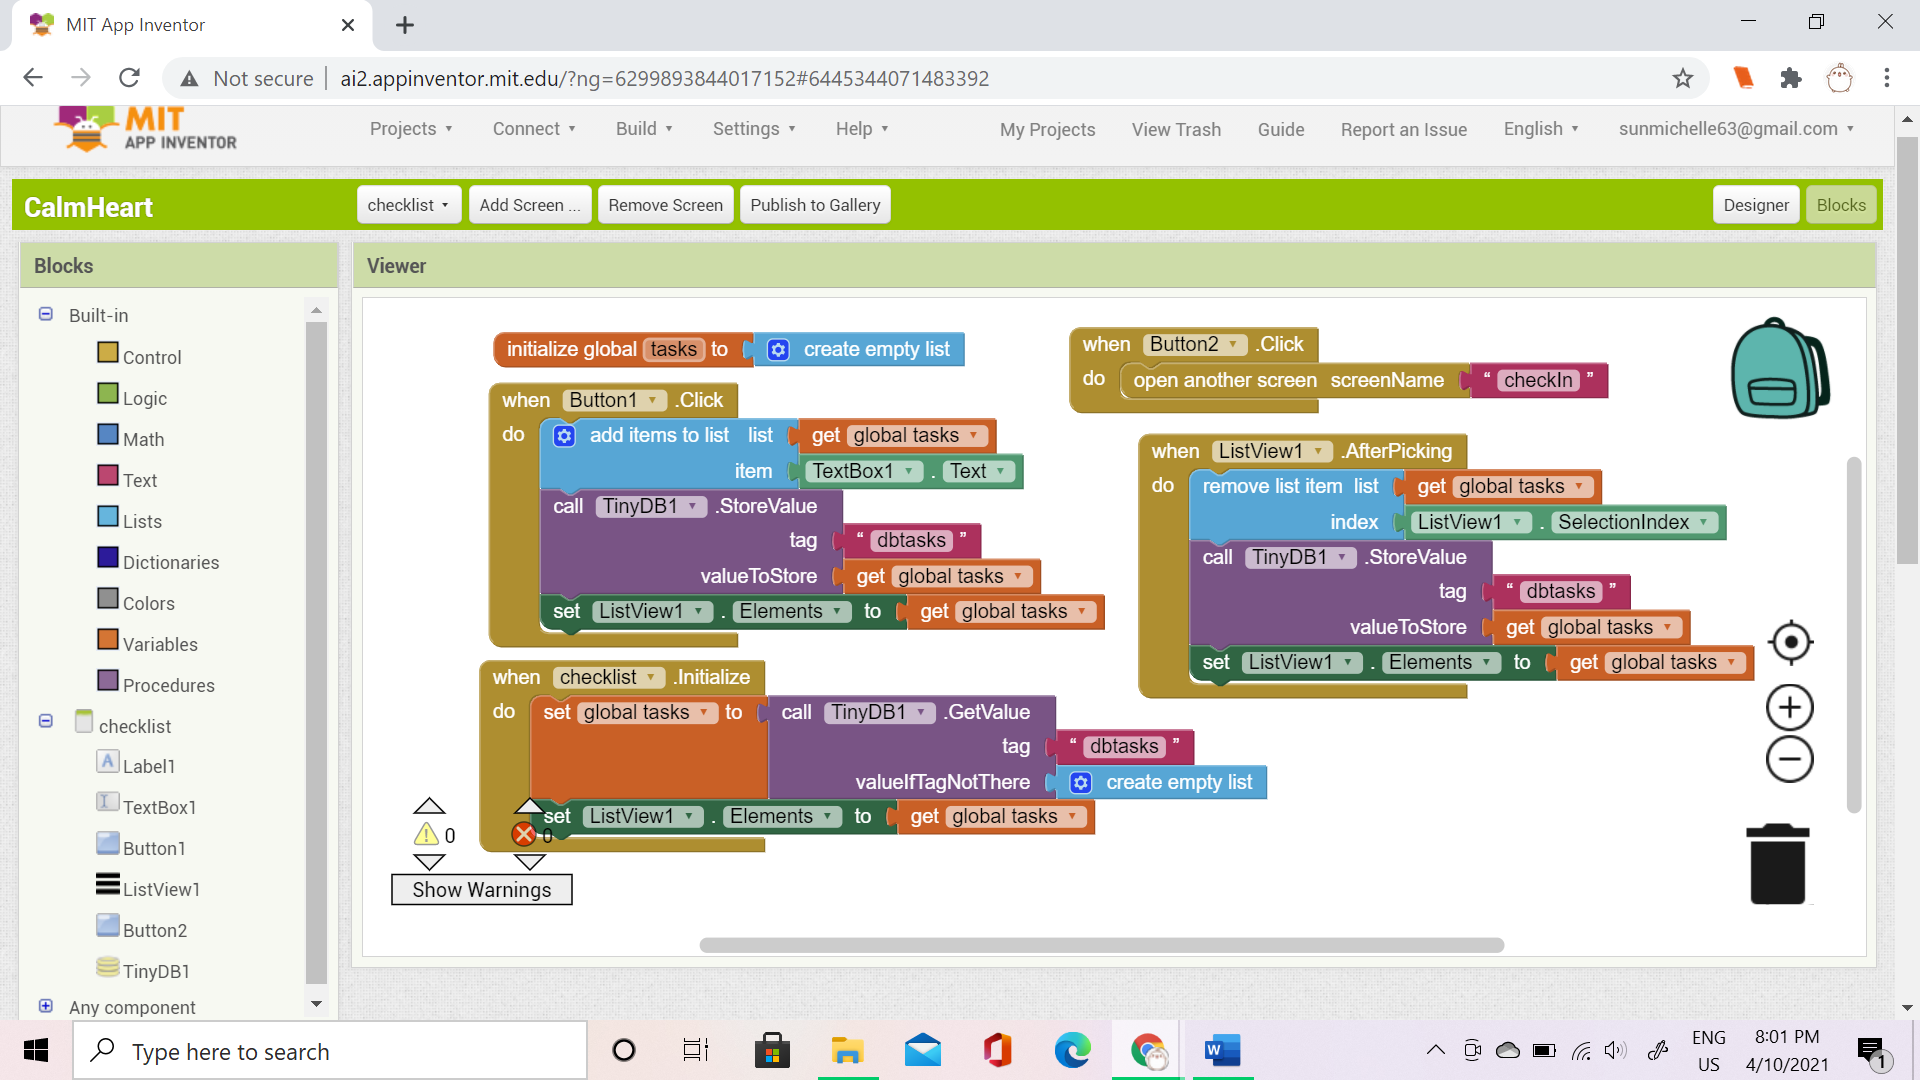 MIT App Inventor
Not secure ai2.appinventor.mit.edu/?ng=6299893844017152#6445344071483392
MIT
APP INVENTOR
Projects Connect Build Settings Help My Projects View Trash Guide Report an Issue English sunmichelle63@gmail.com
CalmHeart checklist Add Screen ... Remove Screen Publish to Gallery Designer Blocks
Blocks
Built-in
Control
Logic
Math
Text
Lists
Dictionaries
Colors
Variables
Procedures
checklist
Label1
TextBox1
Button1
ListView1
Button2
TinyDB1
Any component
Viewer
initialize global tasks to create empty list
when Button1 .Click
do add items to list list get global tasks
item TextBox1 . Text
call TinyDB1 .StoreValue
tag " dbtasks "
valueToStore get global tasks
set ListView1 . Elements to get global tasks
when checklist .Initialize
do set global tasks to call TinyDB1 .GetValue
tag " dbtasks "
valueIfTagNotThere create empty list
set ListView1 . Elements to get global tasks
when Button2 .Click
do open another screen screenName " checkIn "
when ListView1 .AfterPicking
do remove list item list get global tasks
index ListView1 . SelectionIndex
call TinyDB1 .StoreValue
tag " dbtasks "
valueToStore get global tasks
set ListView1 . Elements to get global tasks
0 0
Show Warnings
Type here to search
ENG
US
8:01 PM
4/10/2021
1